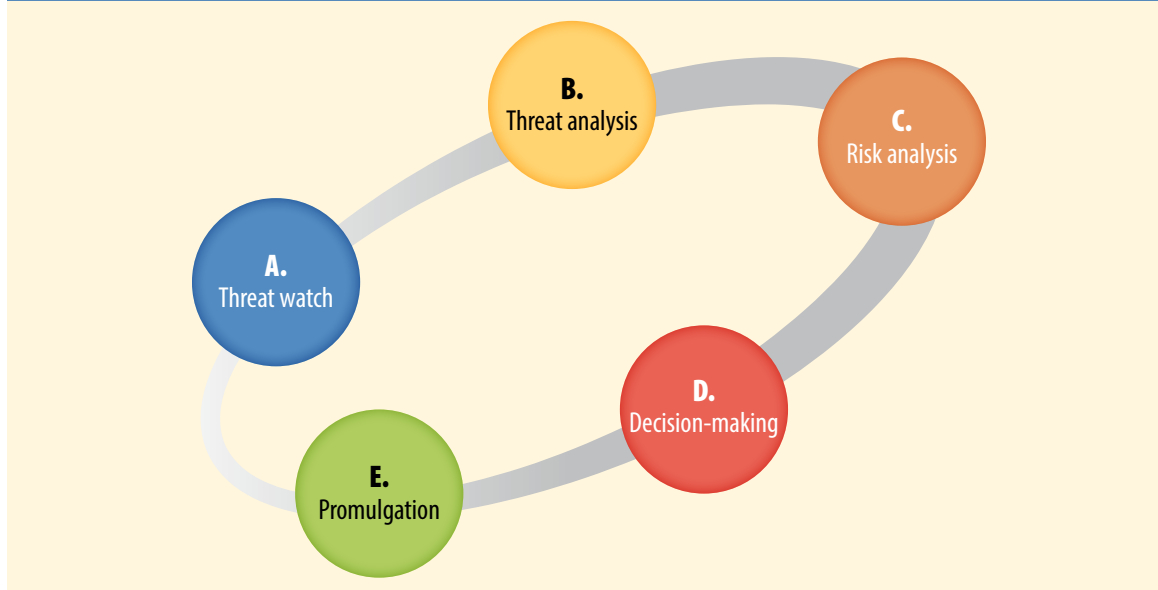 A.
Threat watch
B.
Threat analysis
C.
Risk analysis
D.
Decision-making
E.
Promulgation